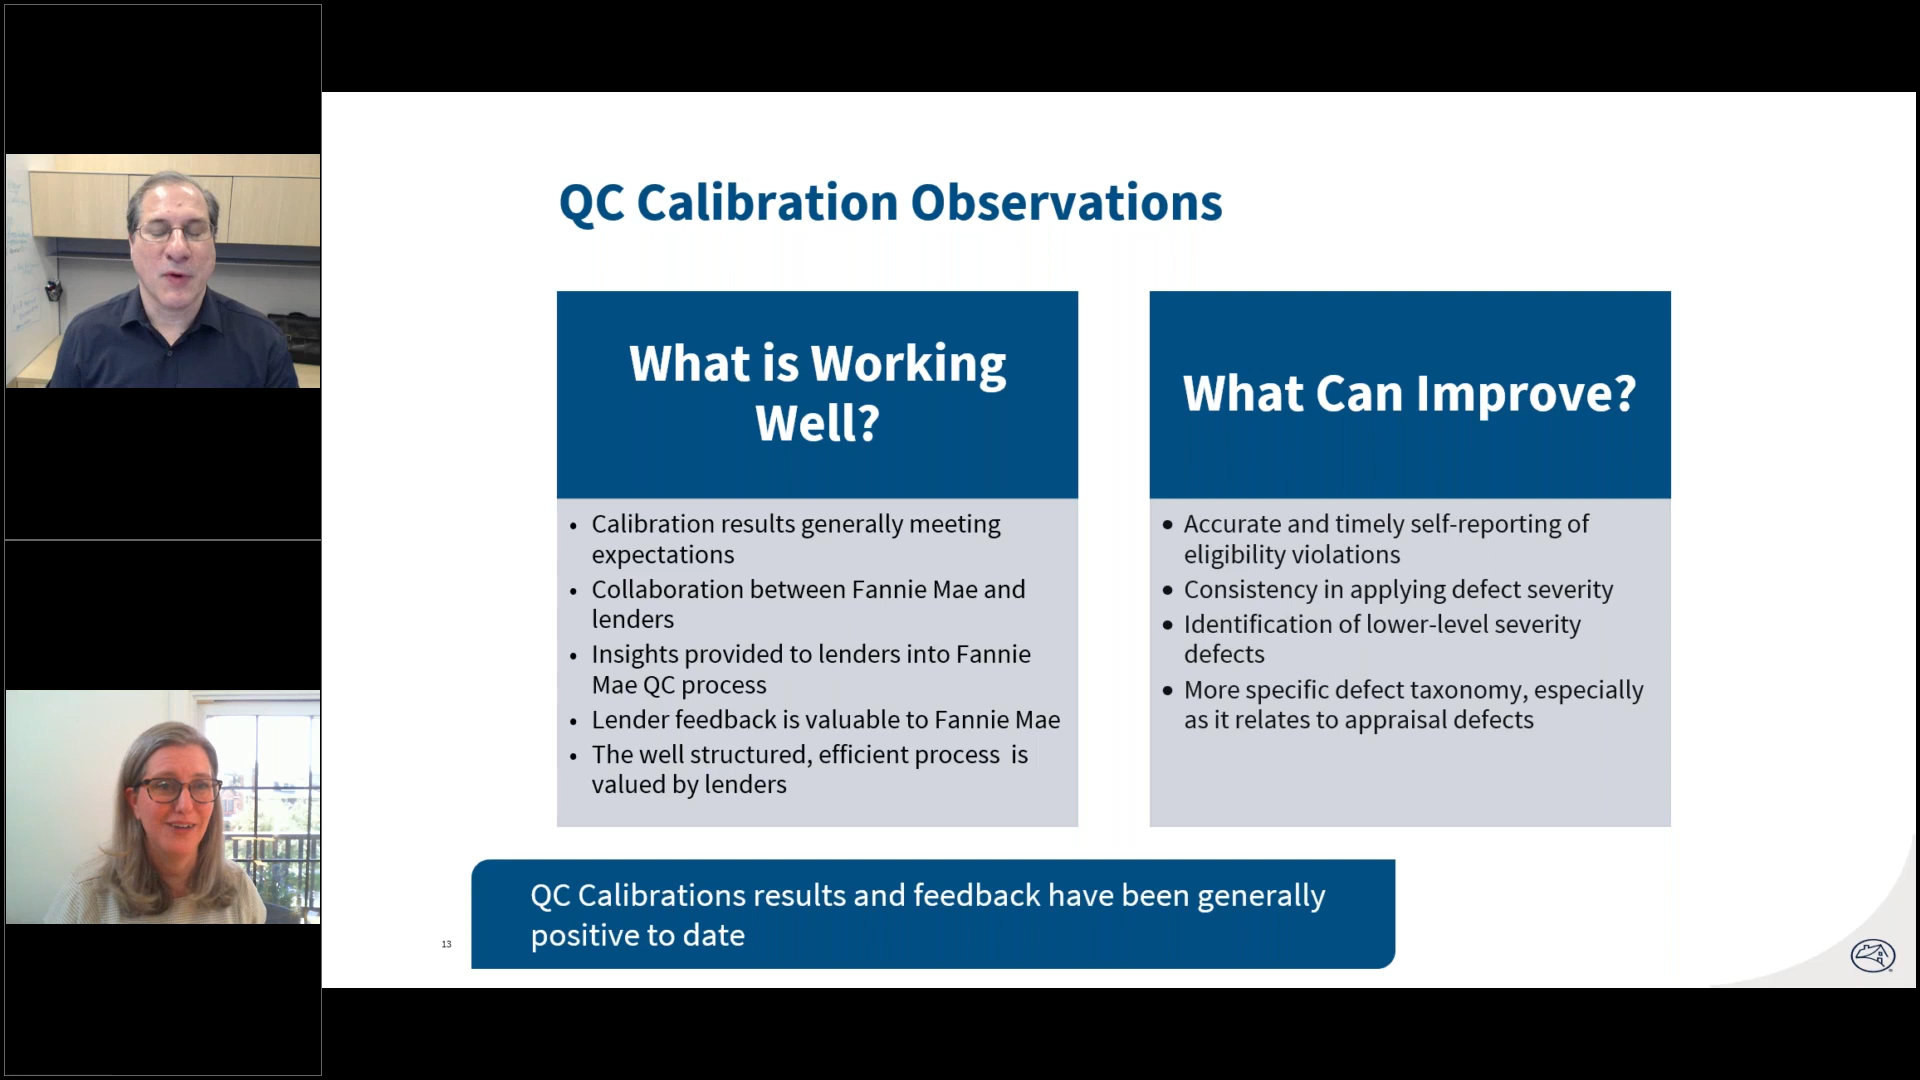 QC Calibration Observations
What is Working
Well?
• Calibration results generally meeting
expectations
• Collaboration between Fannie Mae and
lenders
• Insights provided to lenders into Fannie
Mae QC process
• Lender feedback is valuable to Fannie Mae
• The well structured, efficient process  is
valued by lenders
What Can Improve?
• Accurate and timely self-reporting of
eligibility violations
• Consistency in applying defect severity
• Identification of lower-level severity
defects
• More specific defect taxonomy, especially
as it relates to appraisal defects
QC Calibrations results and feedback have been generally
positive to date
13